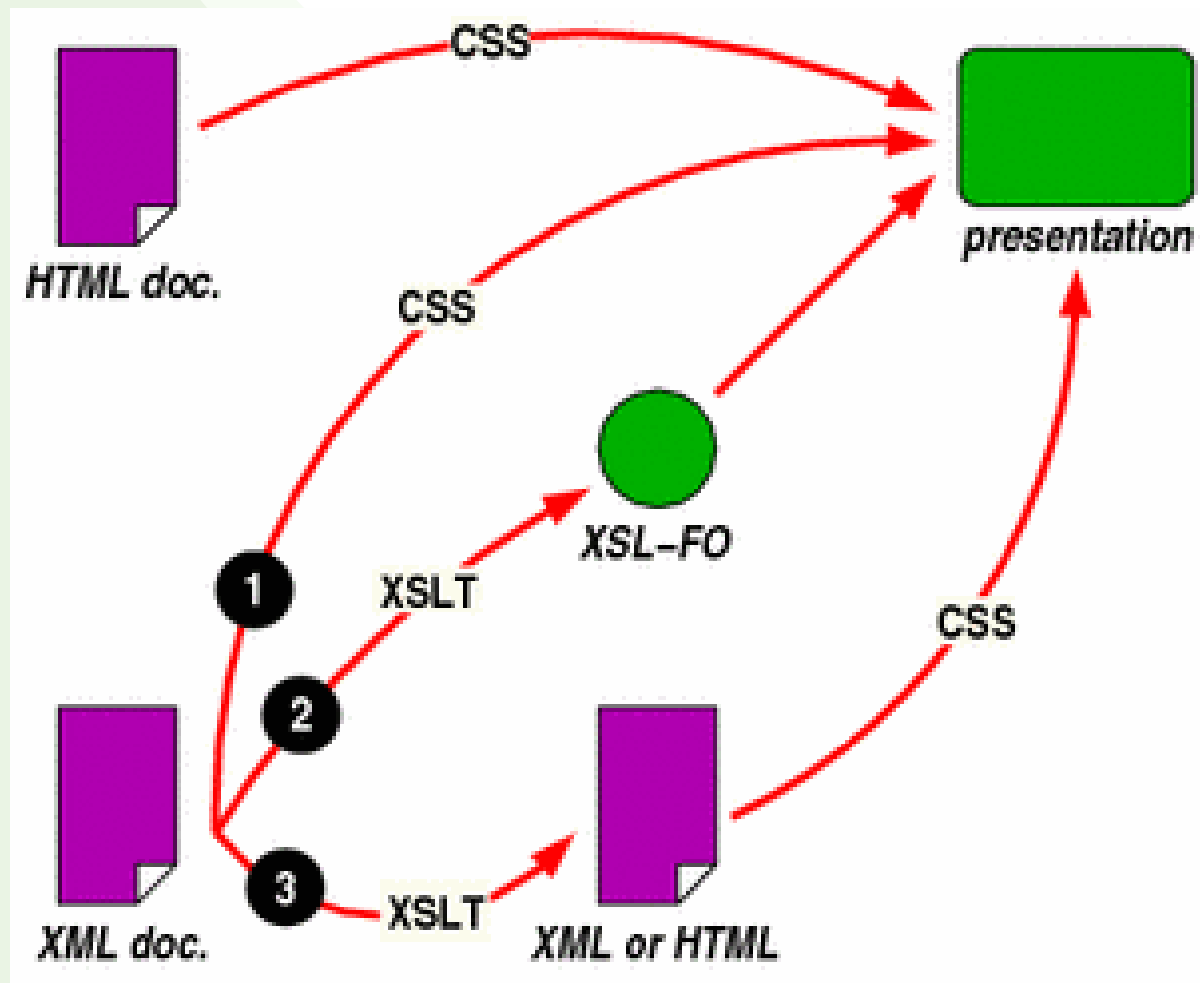 CSS
presentation
HTML doc.
CSS
XSL–FO
1
XSLT
CSS
2
3
XSLT
XML doc.
XML or HTML